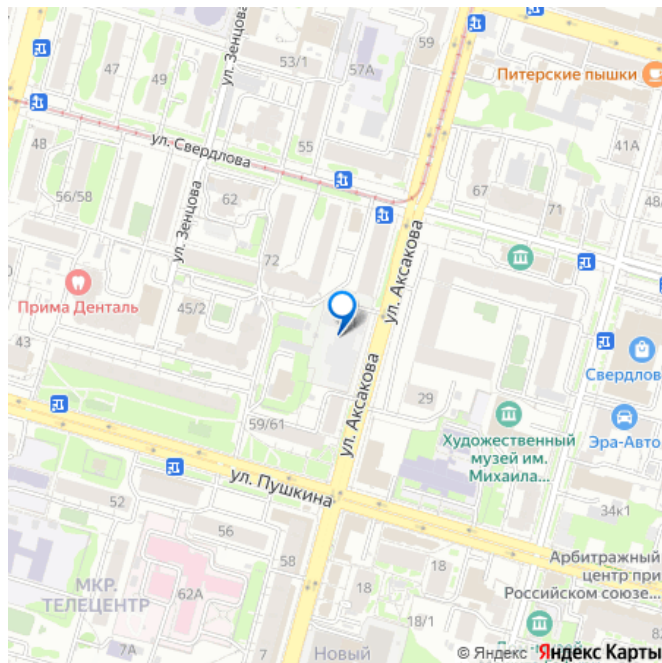 59
ул. Зенцова
53/1
57А
Питерские пышки
47
49
41А
ул. Свердлова
55
48
56/58
62
67
71
48/
ул. Зенцова
72
ул. Аксакова
Прима Денталь
45/2
43
Свердлов
ул. Аксакова
29
59/61
Художественный
музей им.
Михаила...
Эра-Авто
ул. Пушкина
52
34к1
56
58
Арбитражный
центр при
Российском союзе...
МКР.
ТЕЛЕЦЕНТР
62А
18
18
18/1
7А
7
Новый
© Яндекс
Яндекс Карты